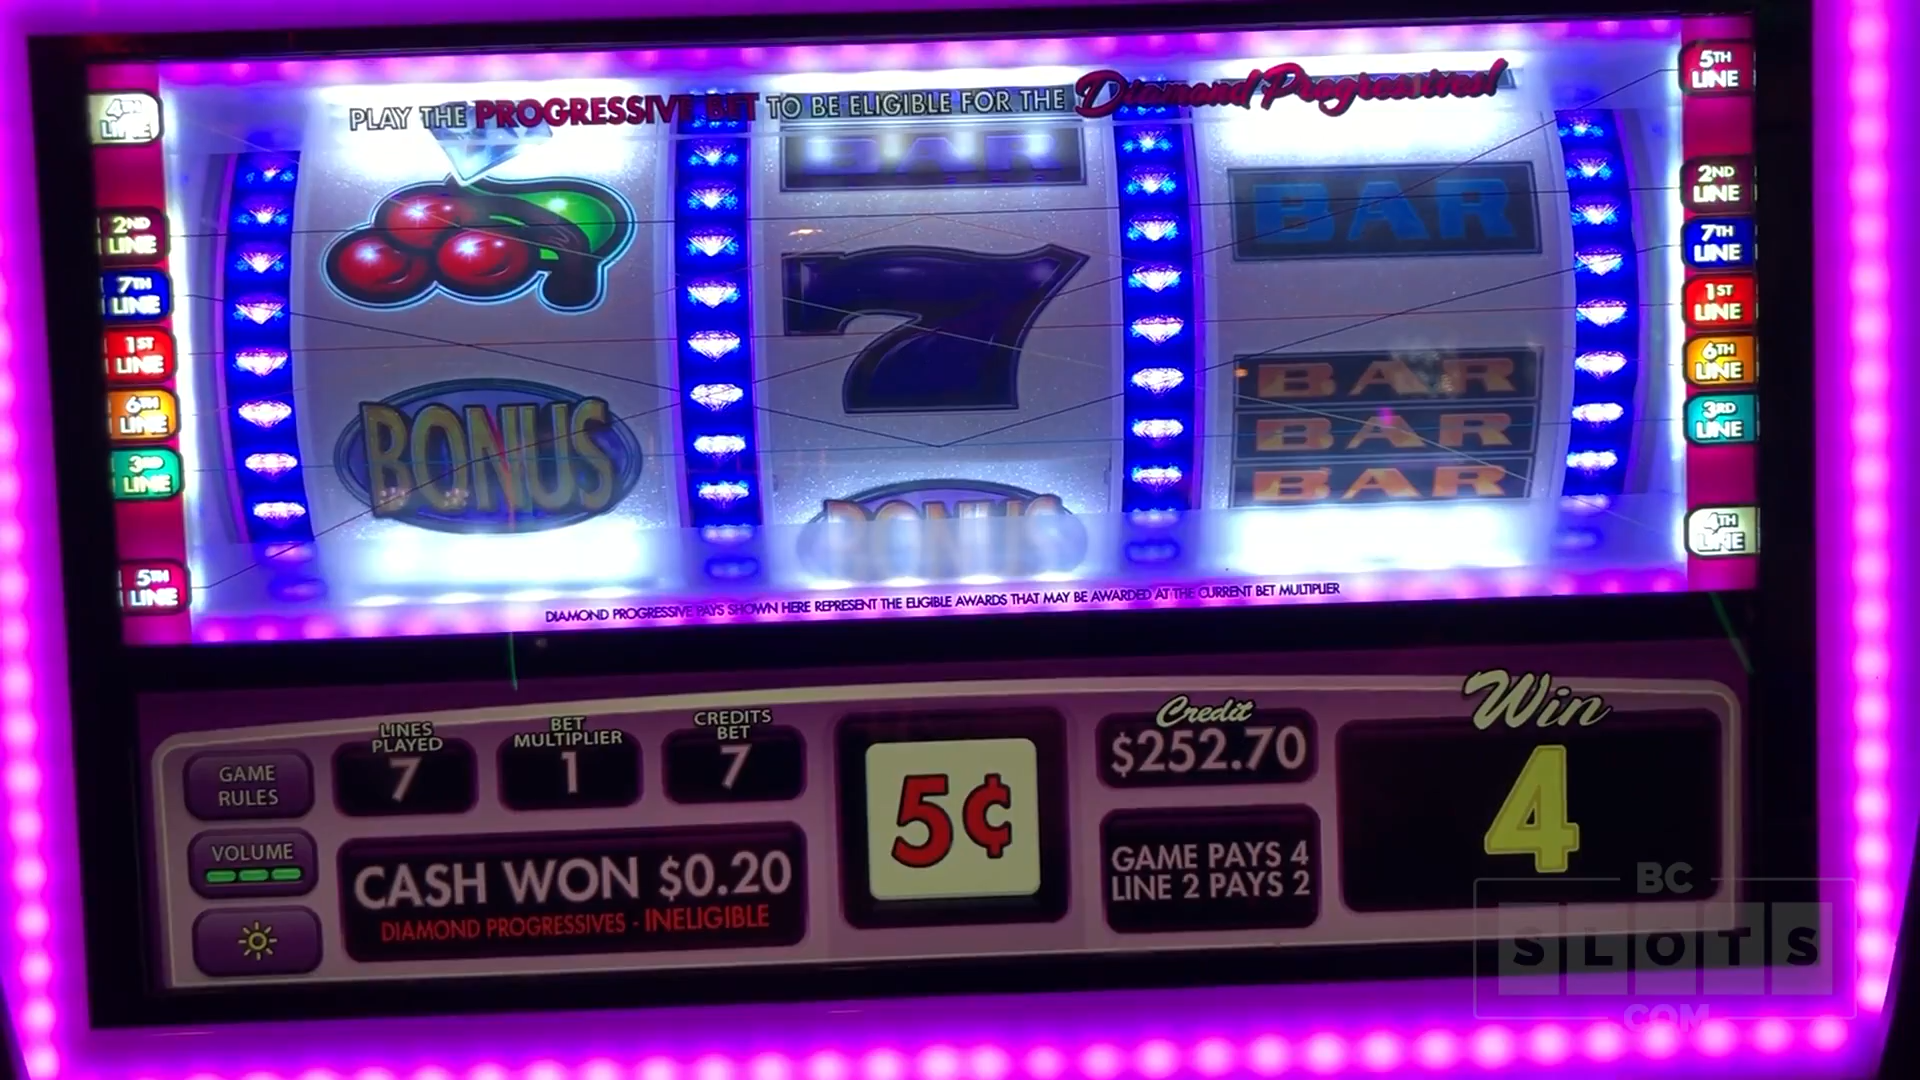 PLAY THE PROGRESSIVE BET TO BE ELIGIBLE FOR THE Diamond Progressives!
4TH LINE
2ND LINE
7TH LINE
1ST LINE
6TH LINE
3RD LINE
5TH LINE
BONUS
BAR
7
BONUS
BAR
BAR
BAR
BAR
5TH LINE
2ND LINE
7TH LINE
1ST LINE
6TH LINE
3RD LINE
4TH LINE
DIAMOND PROGRESSIVE PAYS SHOWN HERE REPRESENT THE ELIGIBLE AWARDS THAT MAY BE AWARDED AT THE CURRENT BET MULTIPLIER
GAME
RULES
VOLUME
LINES
PLAYED
7
BET
MULTIPLIER
1
CREDITS
BET
7
CASH WON $0.20
DIAMOND PROGRESSIVES - INELIGIBLE
5¢
Credit
$252.70
GAME PAYS 4
LINE 2 PAYS 2
Win
4
BC
SLOTS
.COM